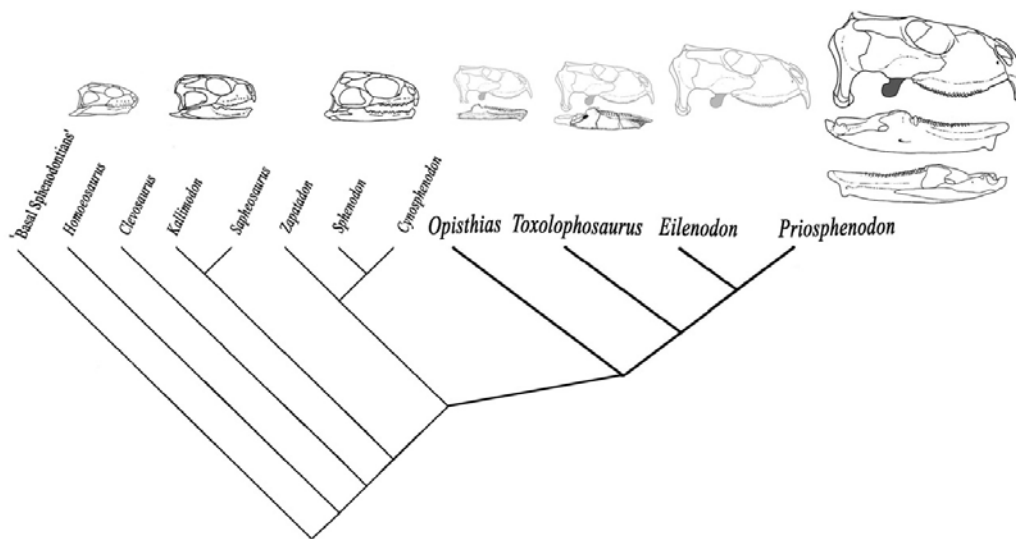 'Basal Sphenodontians'
Homoeosaurus
Clevosaurus
Kallimodon
Sapheosaurus
Zapatadon
Sphenodon
Cynosphenodon
Opisthias
Toxolophosaurus
Eilenodon
Priosphenodon